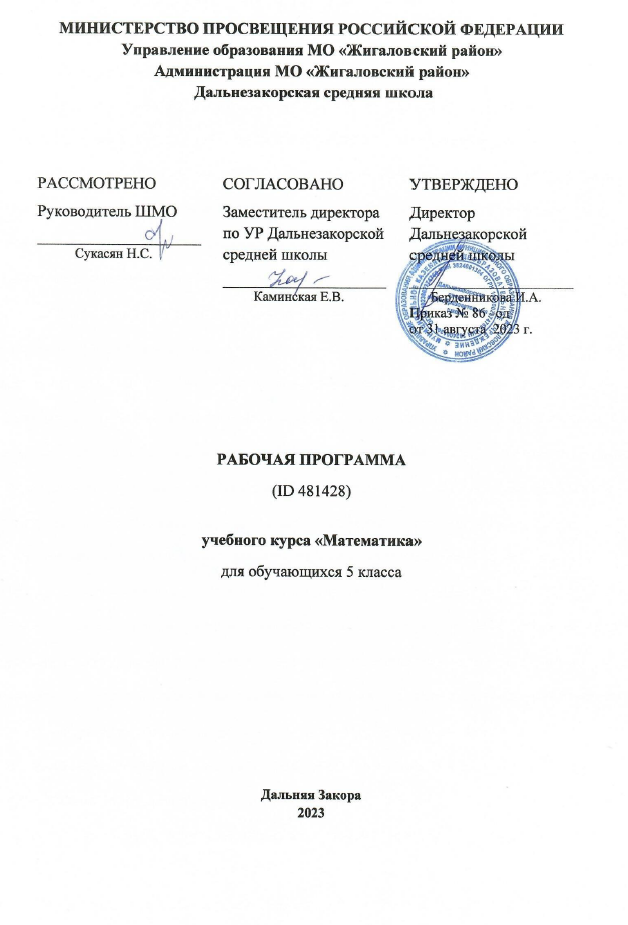 МИНИСТЕРСТВО ПРОСВЕЩЕНИЯ РОССИЙСКОЙ ФЕДЕРАЦИИ
Управление образования МО «Жигаловский район»
Администрация МО «Жигаловский район»
Дальнезакорская средняя школа
РАССМОТРЕНО
Руководитель ШМО
Сукасян Н.С.
СОГЛАСОВАНО
Заместитель директора
по УР Дальнезакорской
средней школы
Каминская Е.В.
УТВЕРЖДЕНО
Директор
Дальнезакорской
средней школы
Берденникова И.А.
Приказ № 86 - од
от 31 августа 2023 г.
РАБОЧАЯ ПРОГРАММА
(ID 481428)
учебного курса «Математика»
для обучающихся 5 класса
Дальняя Закора
2023